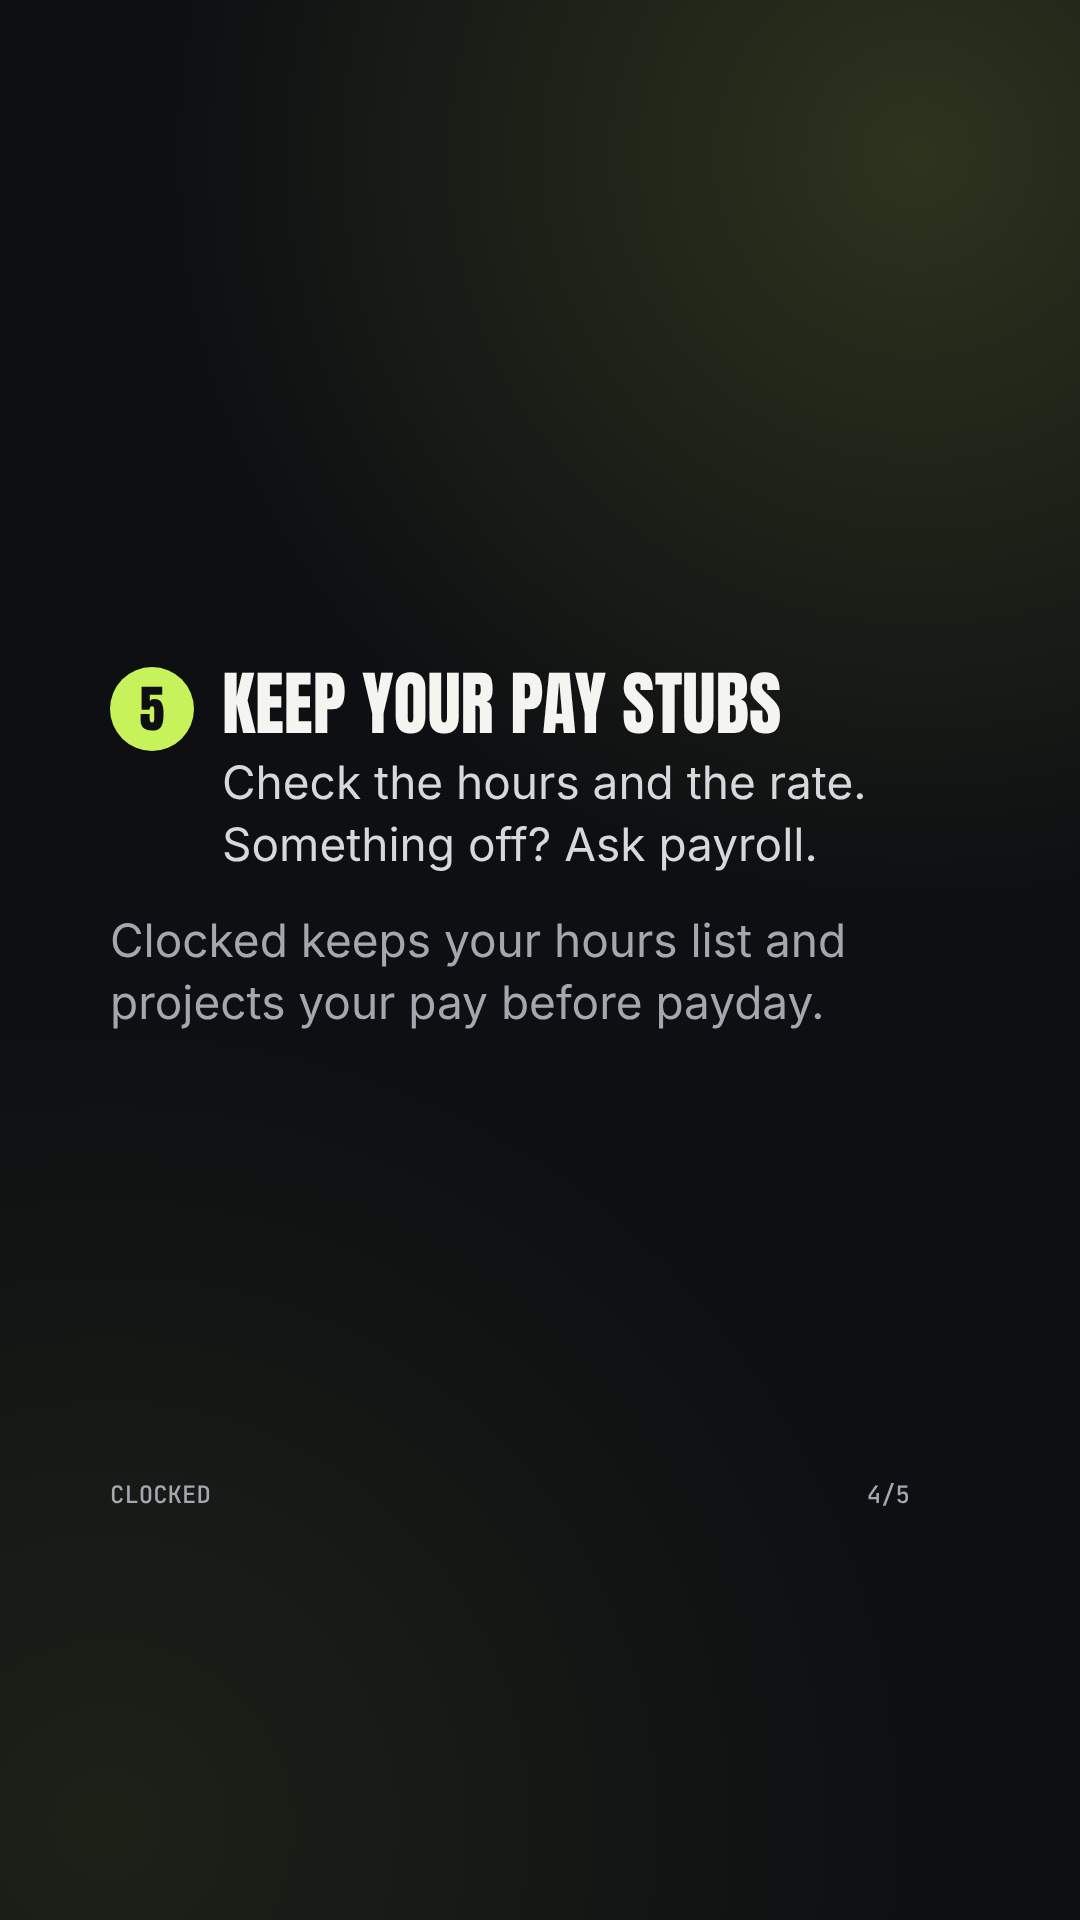 5 KEEP YOUR PAY STUBS
Check the hours and the rate.
Something off? Ask payroll.
Clocked keeps your hours list and
projects your pay before payday.
CLOCKED 4/5